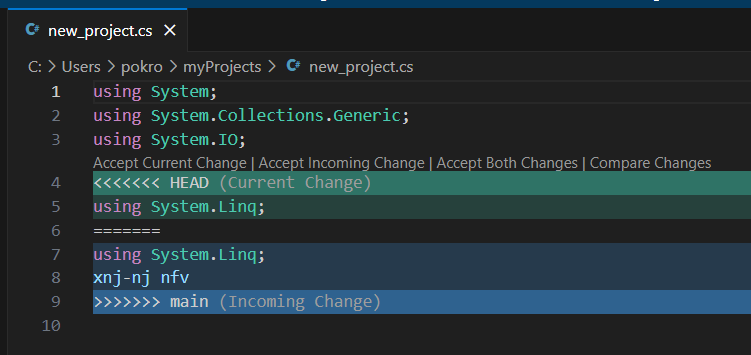 new_project.cs
C: > Users > pokro > myProjects > new_project.cs
1 using System;
2 using System.Collections.Generic;
3 using System.IO;
Accept Current Change | Accept Incoming Change | Accept Both Changes | Compare Changes
4 <<<<<<< HEAD (Current Change)
5 using System.Linq;
6 =======
7 using System.Linq;
8 xnj-nj nfv
9 >>>>>>> main (Incoming Change)
10